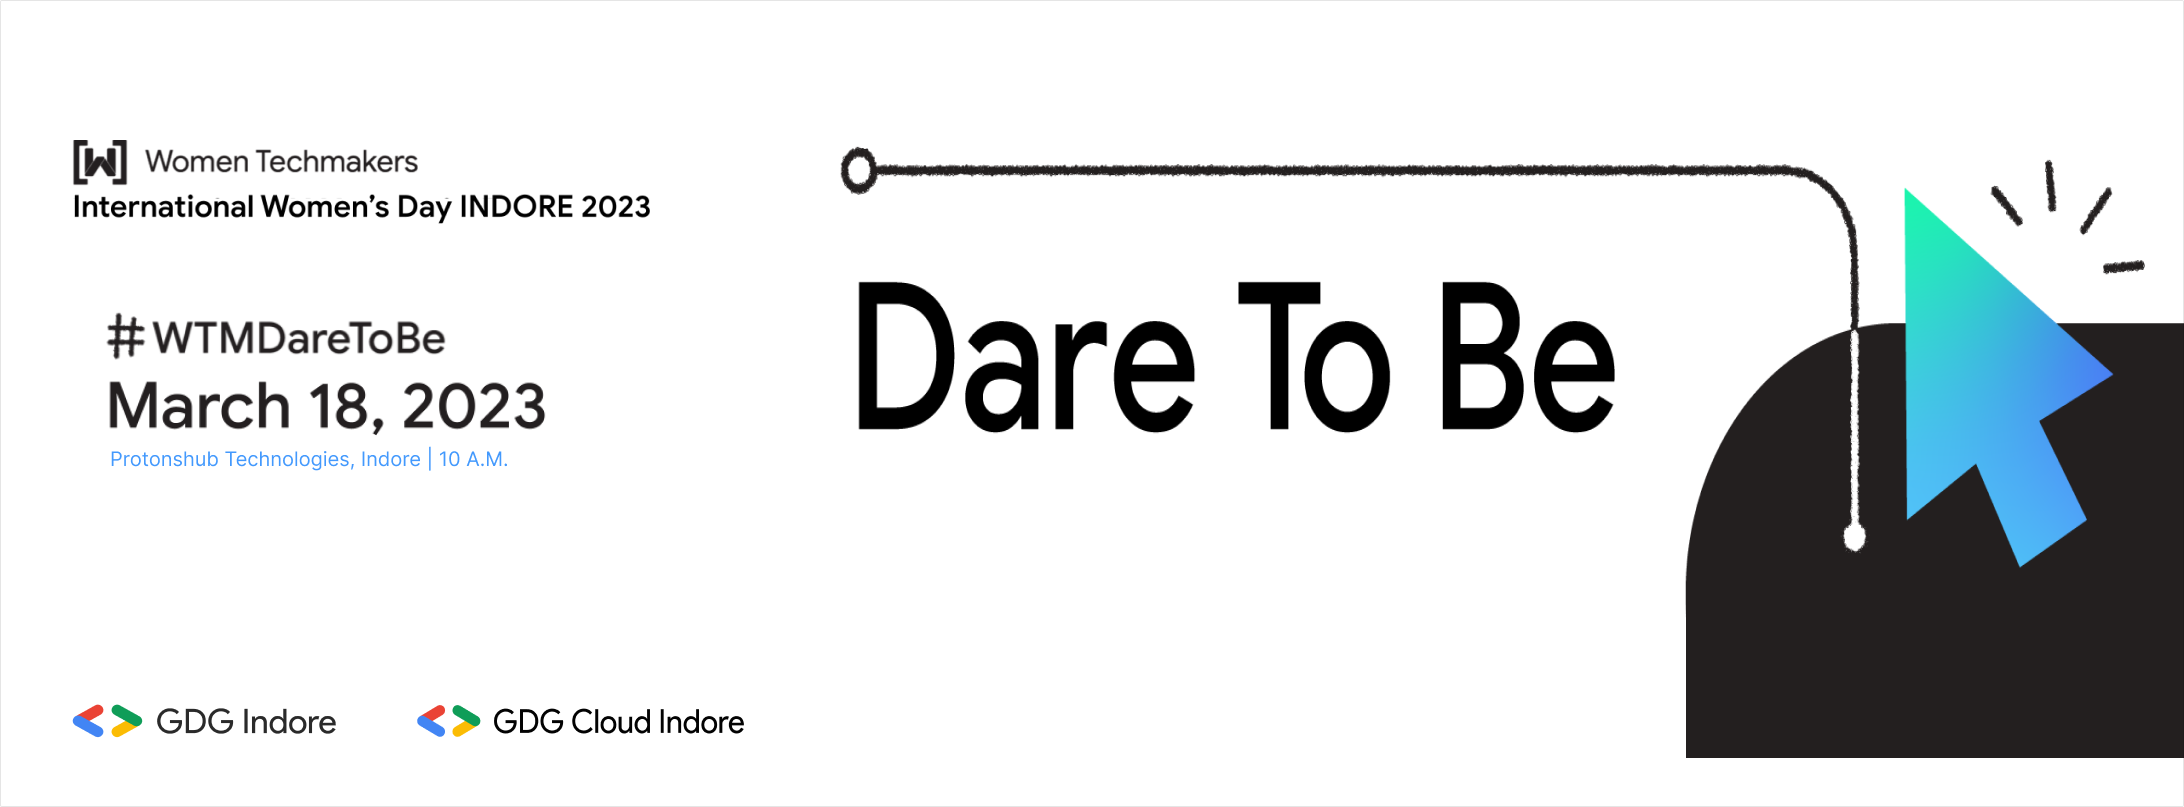 [W] Women Techmakers
International Women's Day INDORE 2023
#WTMDareToBe
March 18, 2023
Protonshub Technologies, Indore | 10 A.M.
Dare To Be
GDG Indore
GDG Cloud Indore